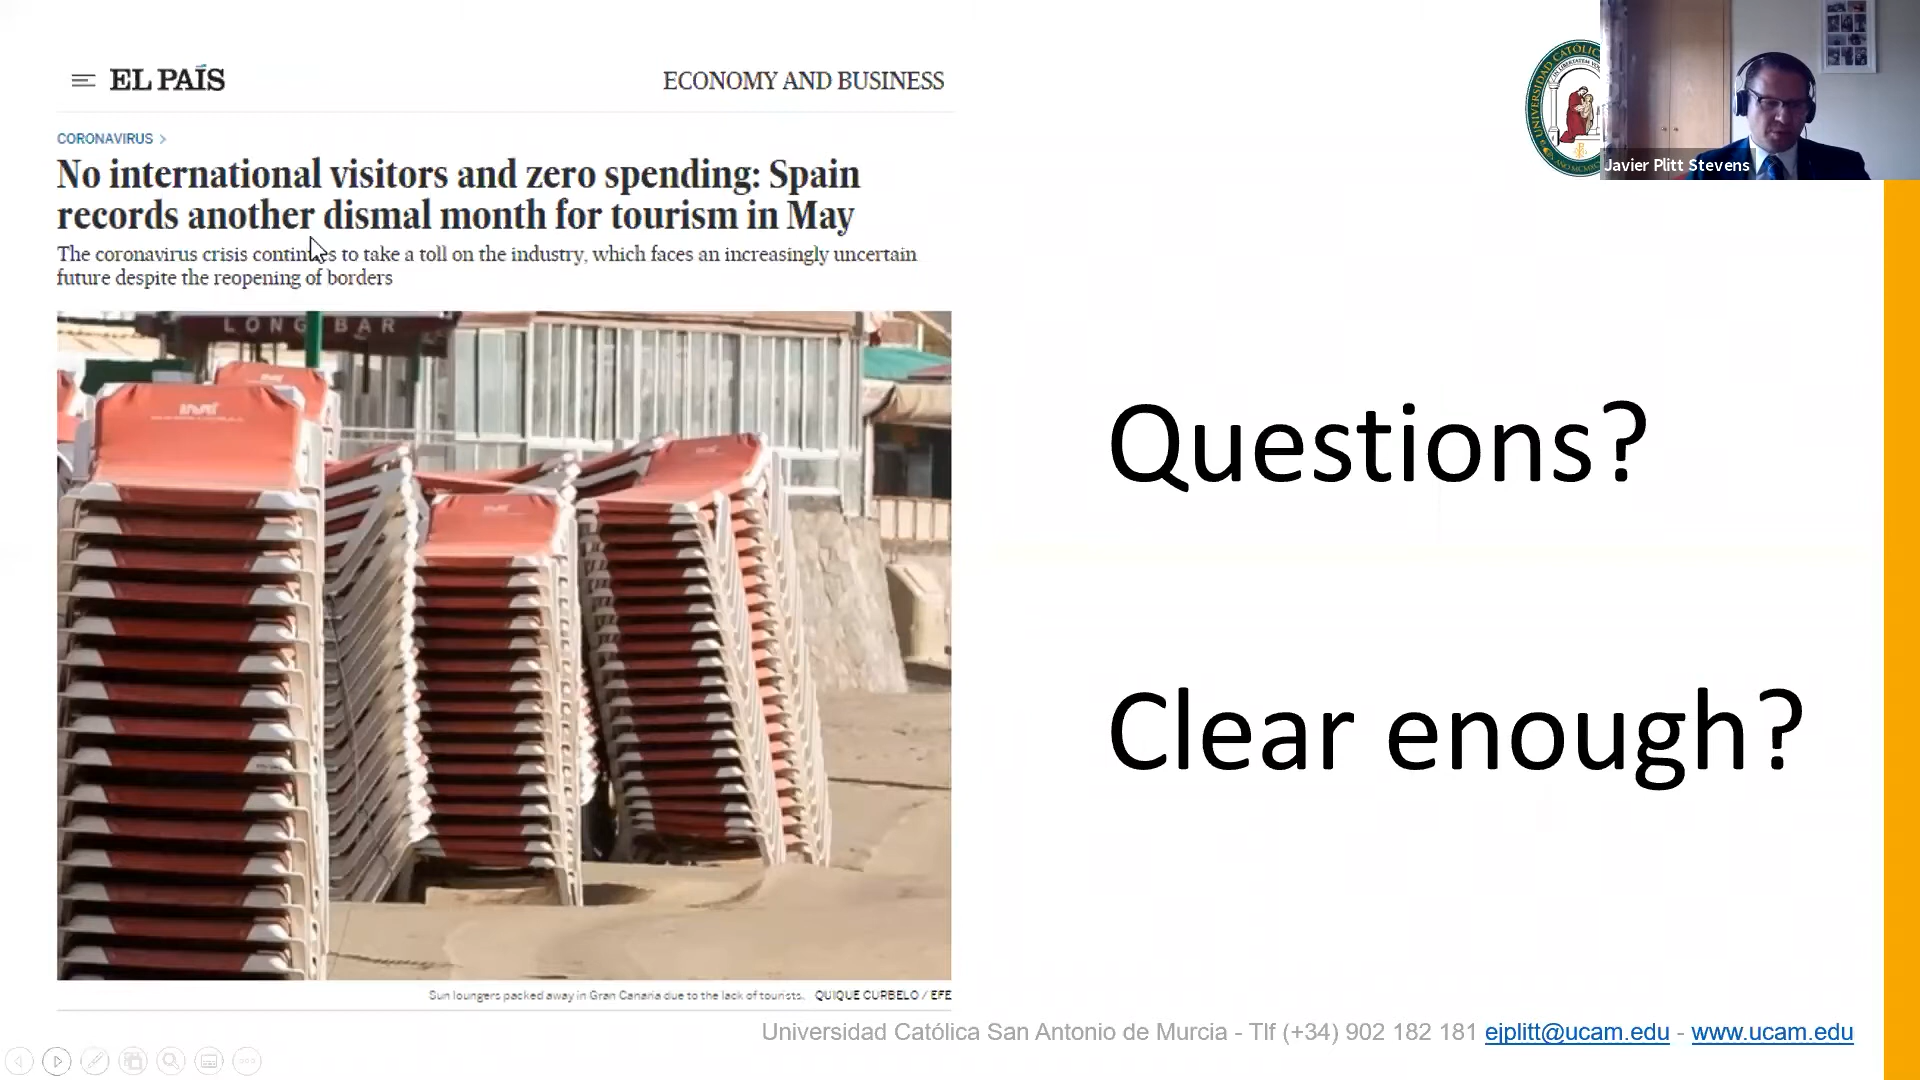 EL PAÍS
ECONOMY AND BUSINESS
CORONAVIRUS >
No international visitors and zero spending: Spain
records another dismal month for tourism in May
The coronavirus crisis continues to take a toll on the industry, which faces an increasingly uncertain
future despite the reopening of borders
LONG BAR
Sun loungers packed away in Gran Canaria due to the lack of tourists. QUIQUE CURBELO / EFE
Questions?
Clear enough?
UNIVERSIDAD CATÓLIC
Javier Plitt Stevens
Universidad Católica San Antonio de Murcia - Tlf (+34) 902 182 181 ejplitt@ucam.edu - www.ucam.edu